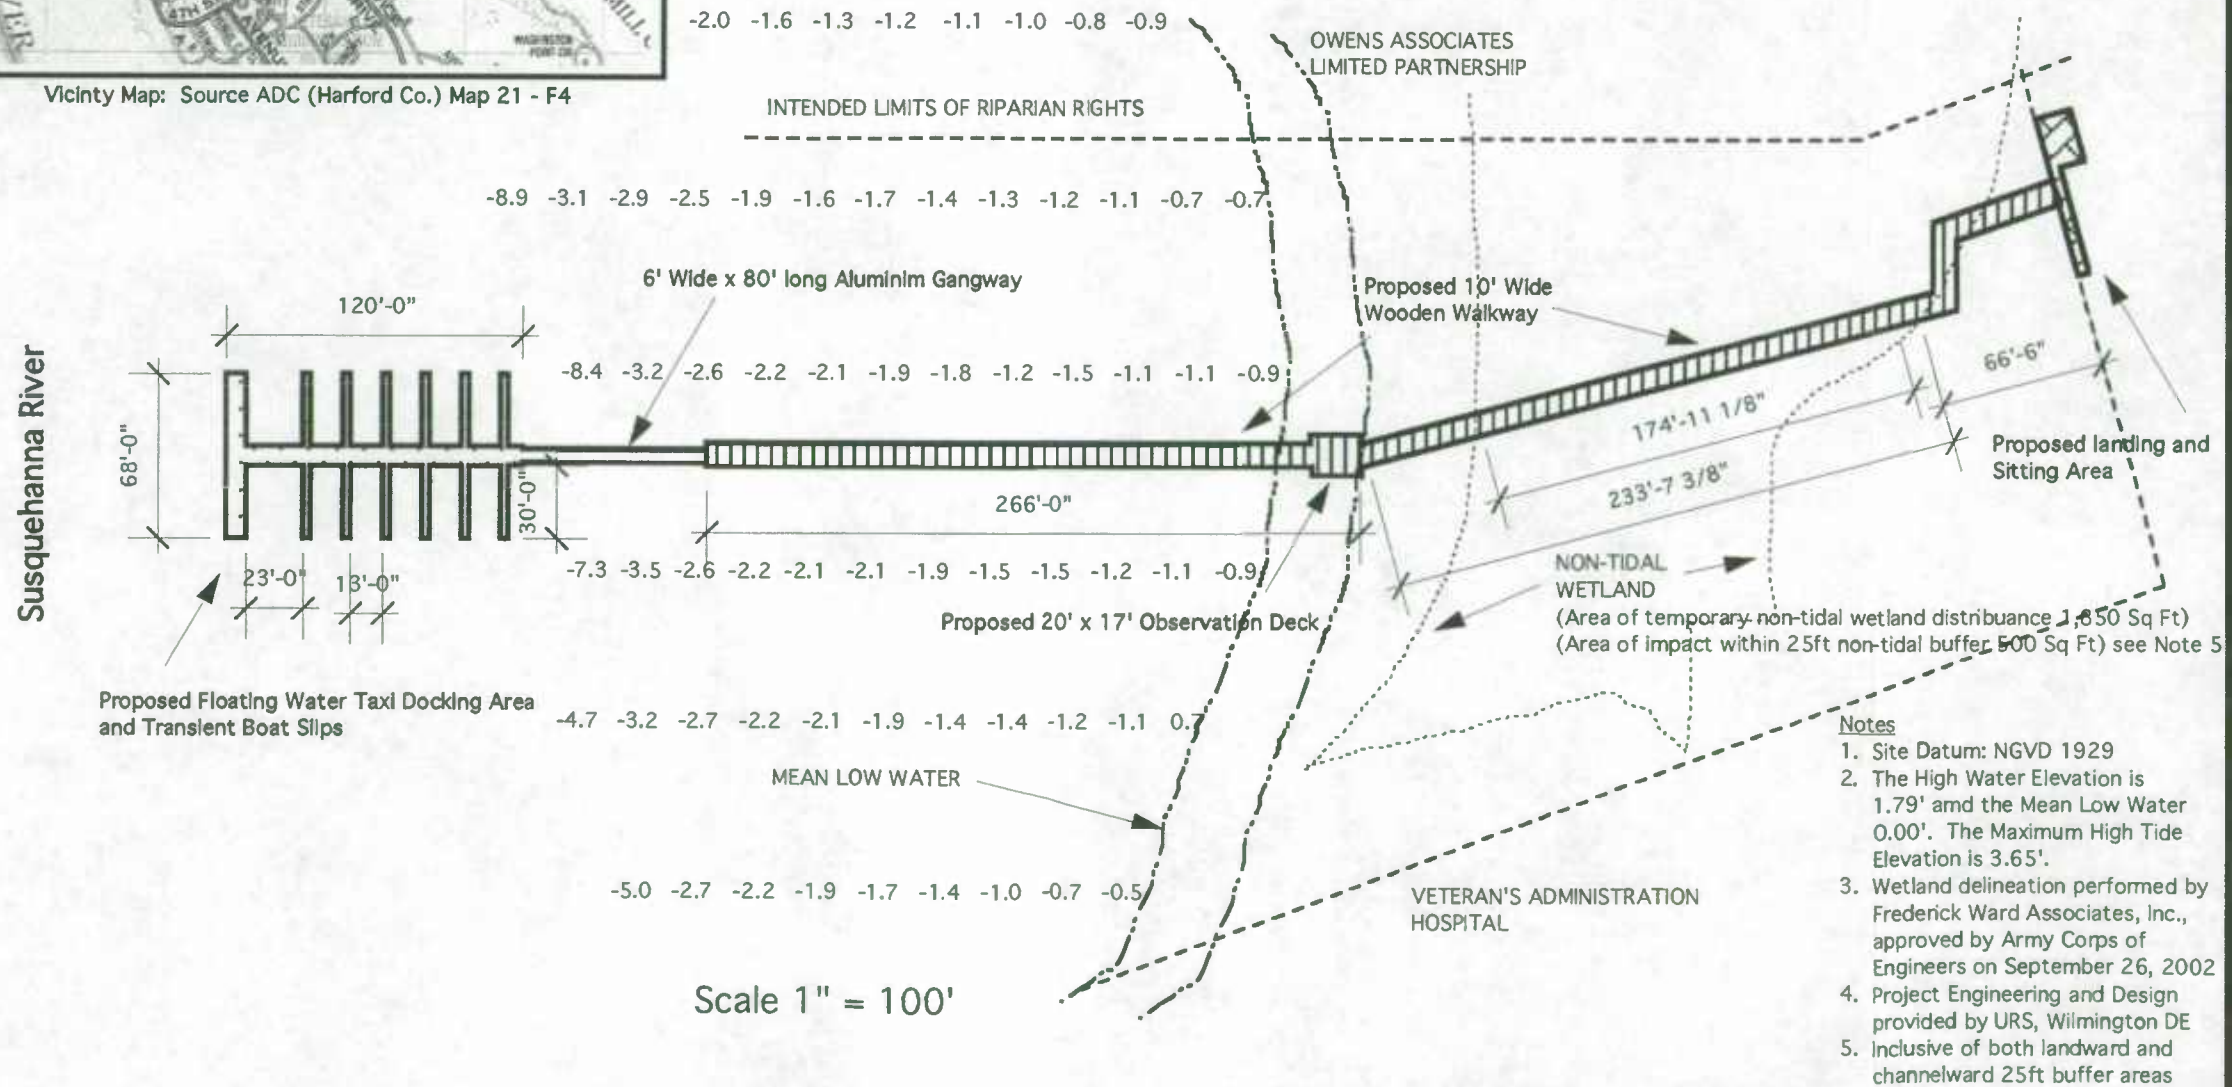 4TH
AVENU
WASHINGTON
POINT
MILL
Vicinty Map: Source ADC (Harford Co.) Map 21 - F4
-2.0 -1.6 -1.3 -1.2 -1.1 -1.0 -0.8 -0.9
OWENS ASSOCIATES
LIMITED PARTNERSHIP
INTENDED LIMITS OF RIPARIAN RIGHTS
-8.9 -3.1 -2.9 -2.5 -1.9 -1.6 -1.7 -1.4 -1.3 -1.2 -1.1 -0.7 -0.7
6' Wide x 80' long Aluminim Gangway
Proposed 10' Wide
Wooden Walkway
120'-0"
-8.4 -3.2 -2.6 -2.2 -2.1 -1.9 -1.8 -1.2 -1.5 -1.1 -1.1 -0.9
66'-6"
Susquehanna River
68'-0"
174'-11 1/8"
Proposed landing and
Sitting Area
30'-0"
266'-0"
233'-7 3/8"
23'-0" 13'-0"
-7.3 -3.5 -2.6 -2.2 -2.1 -2.1 -1.9 -1.5 -1.5 -1.2 -1.1 -0.9
NON-TIDAL
WETLAND
(Area of temporary non-tidal wetland distribuance 1,850 Sq Ft)
(Area of impact within 25ft non-tidal buffer 500 Sq Ft) see Note 5
Proposed 20' x 17' Observation Deck
Proposed Floating Water Taxi Docking Area
and Transient Boat Slips
-4.7 -3.2 -2.7 -2.2 -2.1 -1.9 -1.4 -1.4 -1.2 -1.1 0.7
MEAN LOW WATER
-5.0 -2.7 -2.2 -1.9 -1.7 -1.4 -1.0 -0.7 -0.5
VETERAN'S ADMINISTRATION
HOSPITAL
Scale 1" = 100'
Notes
1. Site Datum: NGVD 1929
2. The High Water Elevation is
1.79' amd the Mean Low Water
0.00'. The Maximum High Tide
Elevation is 3.65'.
3. Wetland delineation performed by
Frederick Ward Associates, Inc.,
approved by Army Corps of
Engineers on September 26, 2002
4. Project Engineering and Design
provided by URS, Wilmington DE
5. Inclusive of both landward and
channelward 25ft buffer areas